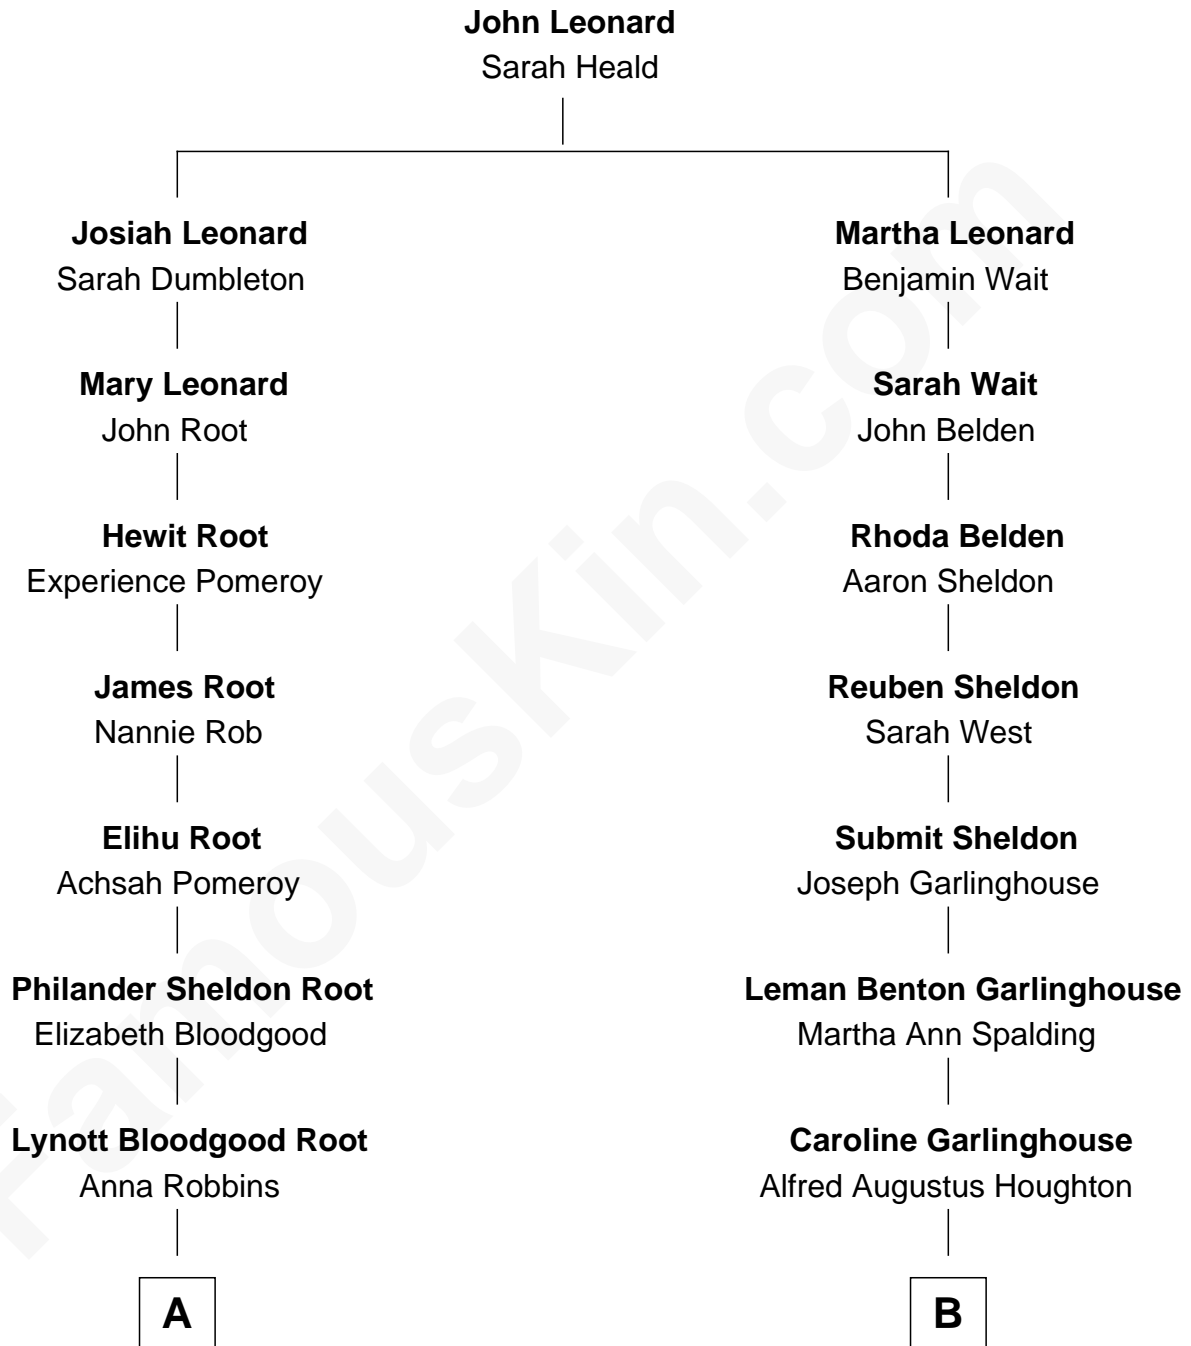 John Leonard
Sarah Heald
Josiah Leonard
Sarah Dumbleton
Mary Leonard
John Root
Hewit Root
Experience Pomeroy
James Root
Nannie Rob
Elihu Root
Achsah Pomeroy
Philander Sheldon Root
Elizabeth Bloodgood
Lynott Bloodgood Root
Anna Robbins
A
Martha Leonard
Benjamin Wait
Sarah Wait
John Belden
Rhoda Belden
Aaron Sheldon
Reuben Sheldon
Sarah West
Submit Sheldon
Joseph Garlinghouse
Leman Benton Garlinghouse
Martha Ann Spalding
Caroline Garlinghouse
Alfred Augustus Houghton
B
FamousKin.com